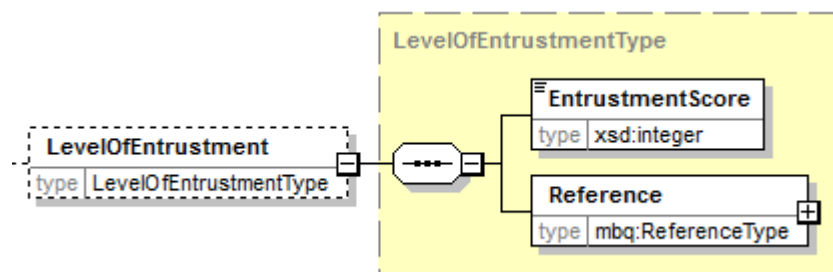 LevelOfEntrustmentType
EntrustmentScore
type xsd:integer
LevelOfEntrustment
type LevelOfEntrustmentType
Reference
type mbq:ReferenceType